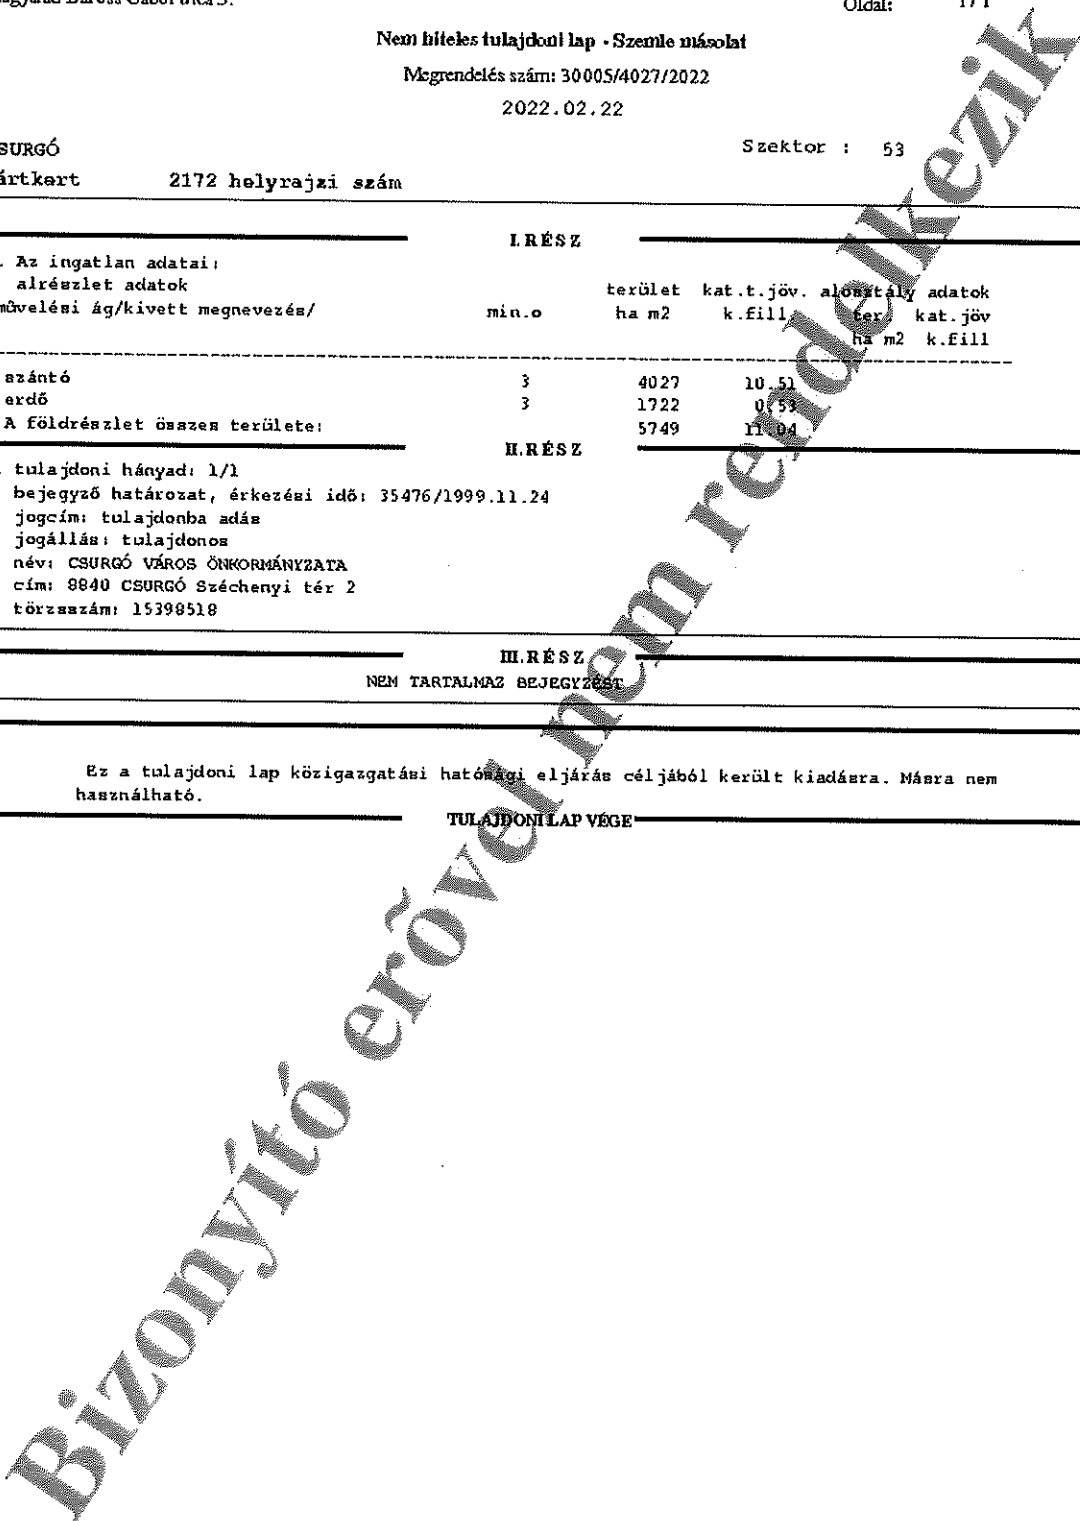 Oldal: 1/1
Nem hiteles tulajdoni lap - Szemle másolat
Megrendelés szám: 30005/4027/2022
2022.02.22
SURGÓ
Szektor : 53
ártkert 2172 helyrajzi szám
I.RÉSZ
. Az ingatlan adatai:
alrészlet adatok
művelési ág/kivett megnevezés/ min.o
terület kat.t.jöv. alosztály adatok
ha m2 k.fill. ter. kat.jöv
ha m2 k.fill
szántó 3 4027 10.51
erdő 3 1722 0.53
A földrészlet összes területe: 5749 11.04
II.RÉSZ
. tulajdoni hányad: 1/1
bejegyző határozat, érkezési idő: 35476/1999.11.24
jogcím: tulajdonba adás
jogállás: tulajdonos
név: CSURGÓ VÁROS ÖNKORMÁNYZATA
cím: 8840 CSURGÓ Széchenyi tér 2
törzsszám: 15398518
III.RÉSZ
NEM TARTALMAZ BEJEGYZÉST
Ez a tulajdoni lap közigazgatási hatósági eljárás céljából került kiadásra. Másra nem
használható.
TULAJDONI LAP VÉGE
Bizonyító erővel nem rendelkezik